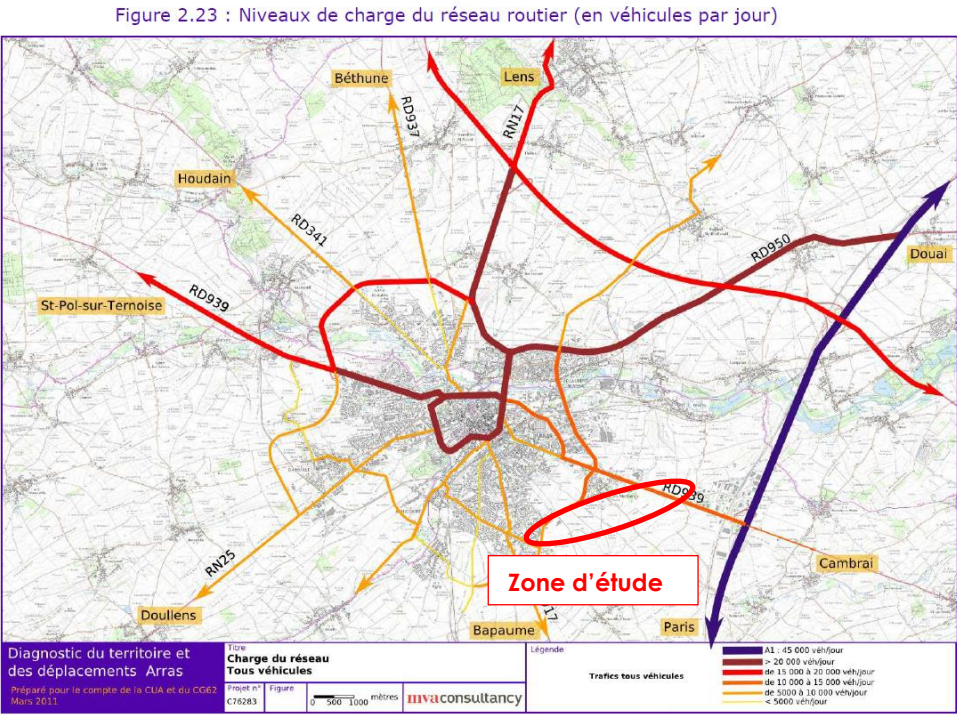 Figure 2.23 : Niveaux de charge du réseau routier (en véhicules par jour)
Béthune
Lens
RD937
RN17
Houdain
RD341
RD950
Douai
RD939
St-Pol-sur-Ternoise
RD939
Cambrai
RN25
Zone d'étude
Doullens
17
Bapaume
Paris
Diagnostic du territoire et
des déplacements Arras
Préparé pour le compte de la CUA et du CG62
Mars 2011
Titre
Charge du réseau
Tous véhicules
Projet n°
C76283
Figure
0 500 1000 mètres
mvaconsultancy
Légende
Trafics tous véhicules
A1 : 45 000 véh/jour
> 20 000 véh/jour
de 15 000 à 20 000 véh/jour
de 10 000 à 15 000 véh/jour
de 5000 à 10 000 véh/jour
< 5000 véh/jour